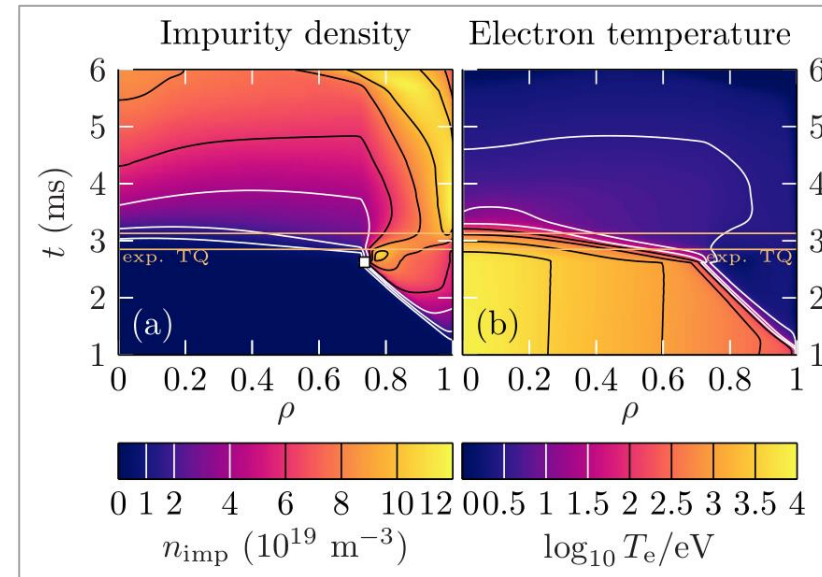 Impurity density Electron temperature
6 6
5 5
4 4
t (ms)
3 3
exp. TQ exp. TQ
2 2
(a) (b)
1 1
0 0.2 0.4 0.6 0.8 1 0 0.2 0.4 0.6 0.8 1
ρ ρ
0 1 2 4 6 8 10 12 0 0.5 1 1.5 2 2.5 3 3.5 4
n_imp (10^19 m^−3) log_10 T_e/eV